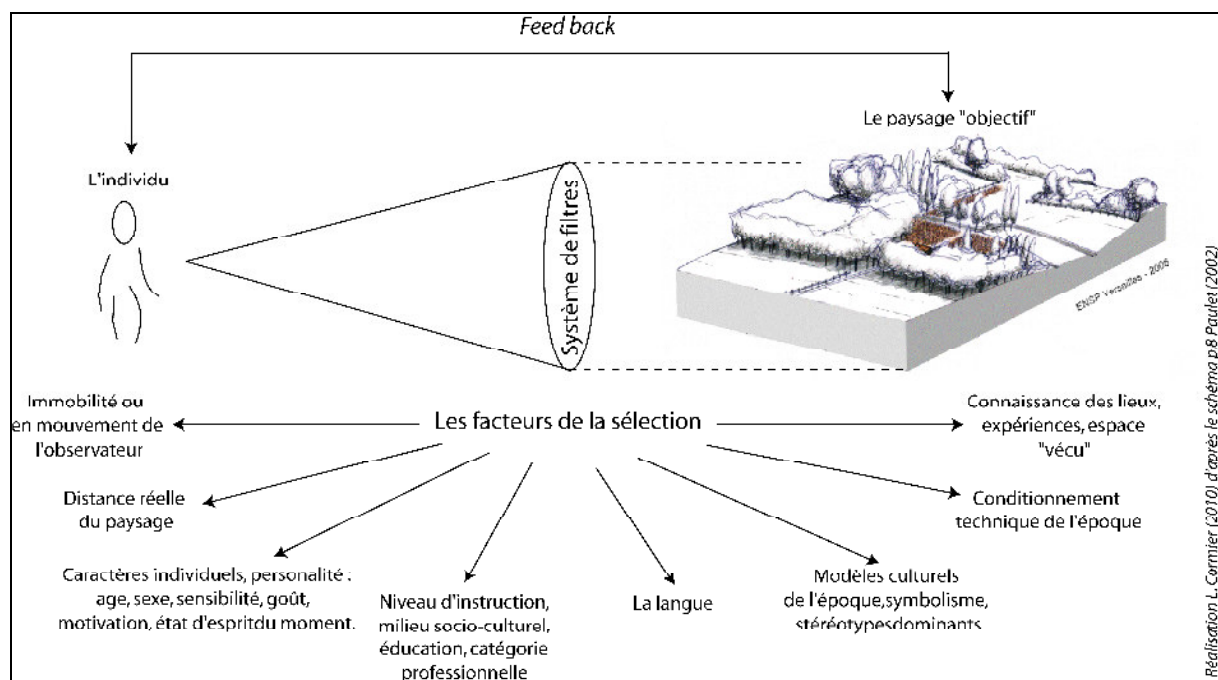 Feed back
Le paysage "objectif"
L'individu
Système de filtres
ENSP Versailles - 2006
Immobilité ou
en mouvement de
l'observateur
Les facteurs de la sélection
Connaissance des lieux,
expériences, espace
"vécu"
Distance réelle
du paysage
Conditionnement
technique de l'époque
Caractères individuels, personalité :
age, sexe, sensibilité, goût,
motivation, état d'espritdu moment.
Niveau d'instruction,
milieu socio-culturel,
éducation, catégorie
professionnelle
La langue
Modèles culturels
de l'époque,symbolisme,
stéréotypesdominants
Réalisation L. Cormier (2010) d'après le schéma p8 Paulet (2002)